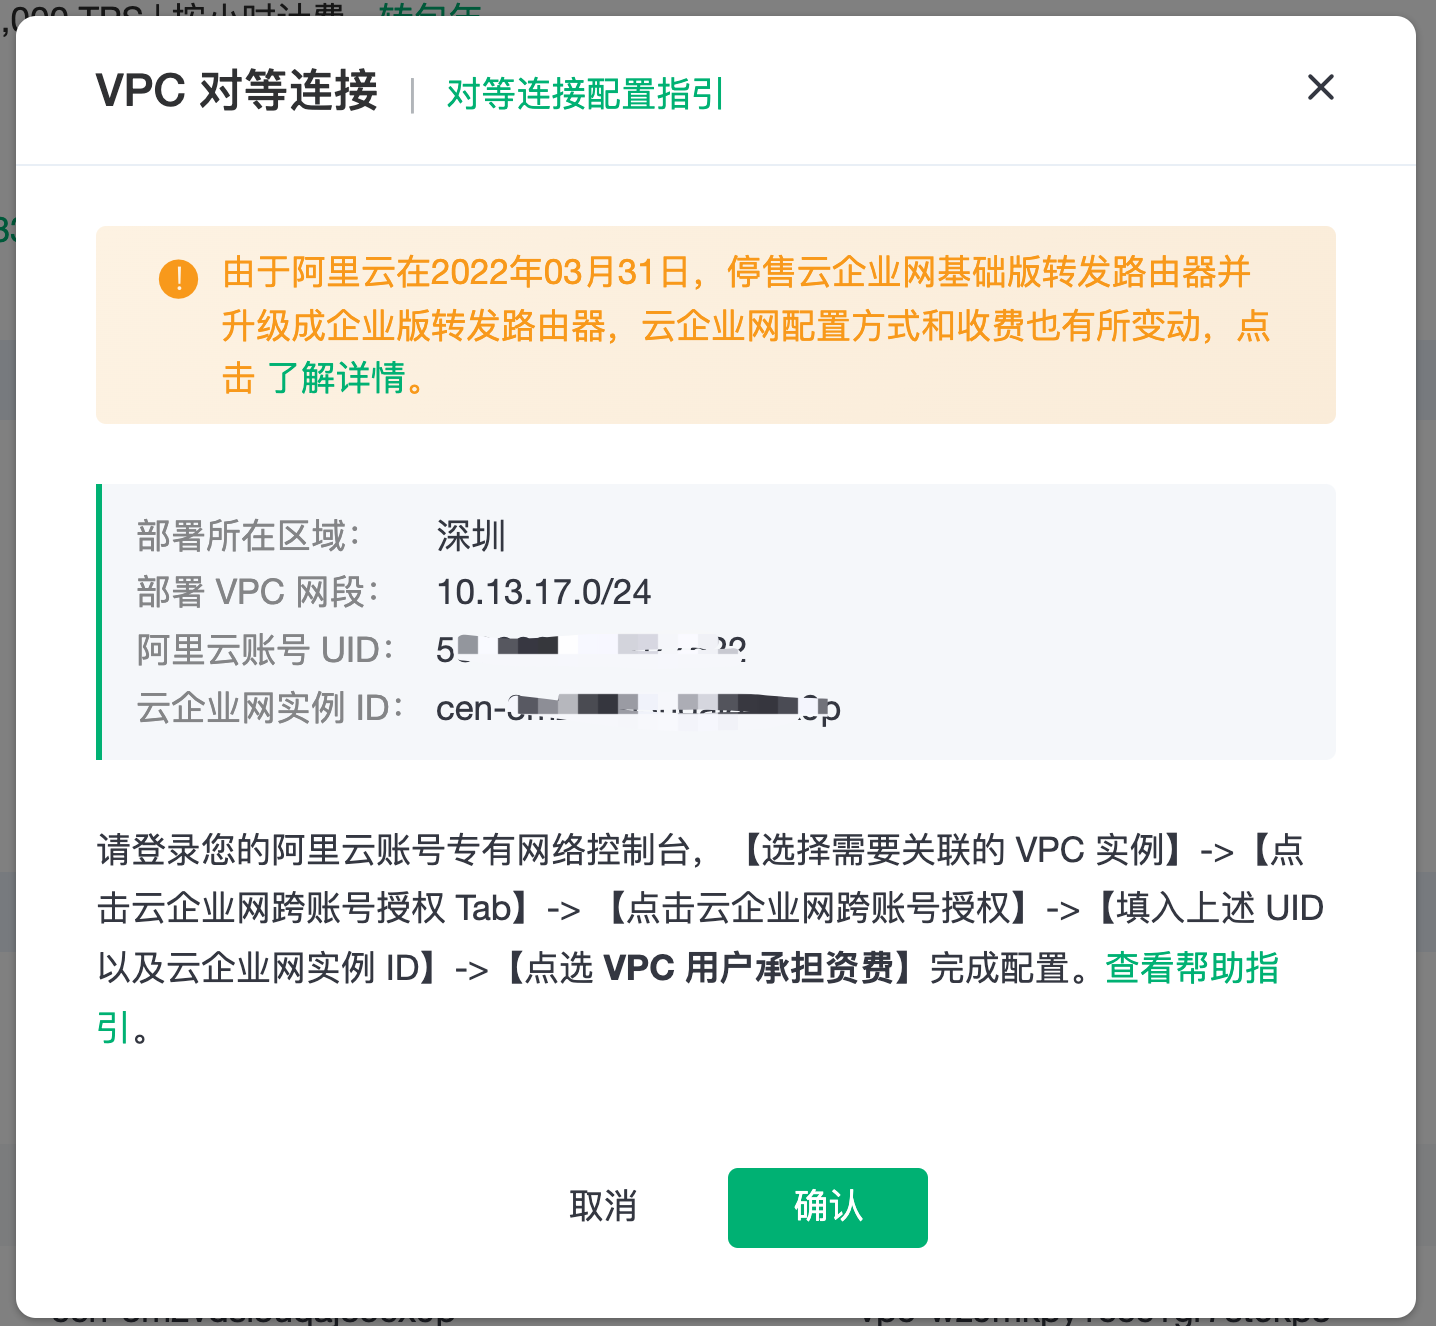 ,000 TPS | 按小时计费 转包年
VPC 对等连接 | 对等连接配置指引
由于阿里云在2022年03月31日，停售云企业网基础版转发路由器并
升级成企业版转发路由器，云企业网配置方式和收费也有所变动，点
击 了解详情。
部署所在区域： 深圳
部署 VPC 网段： 10.13.17.0/24
阿里云账号 UID：
云企业网实例 ID： cen-
请登录您的阿里云账号专有网络控制台，【选择需要关联的 VPC 实例】->【点
击云企业网跨账号授权 Tab】->【点击云企业网跨账号授权】->【填入上述 UID
以及云企业网实例 ID】->【点选 VPC 用户承担资费】完成配置。查看帮助指
引。
取消 确认